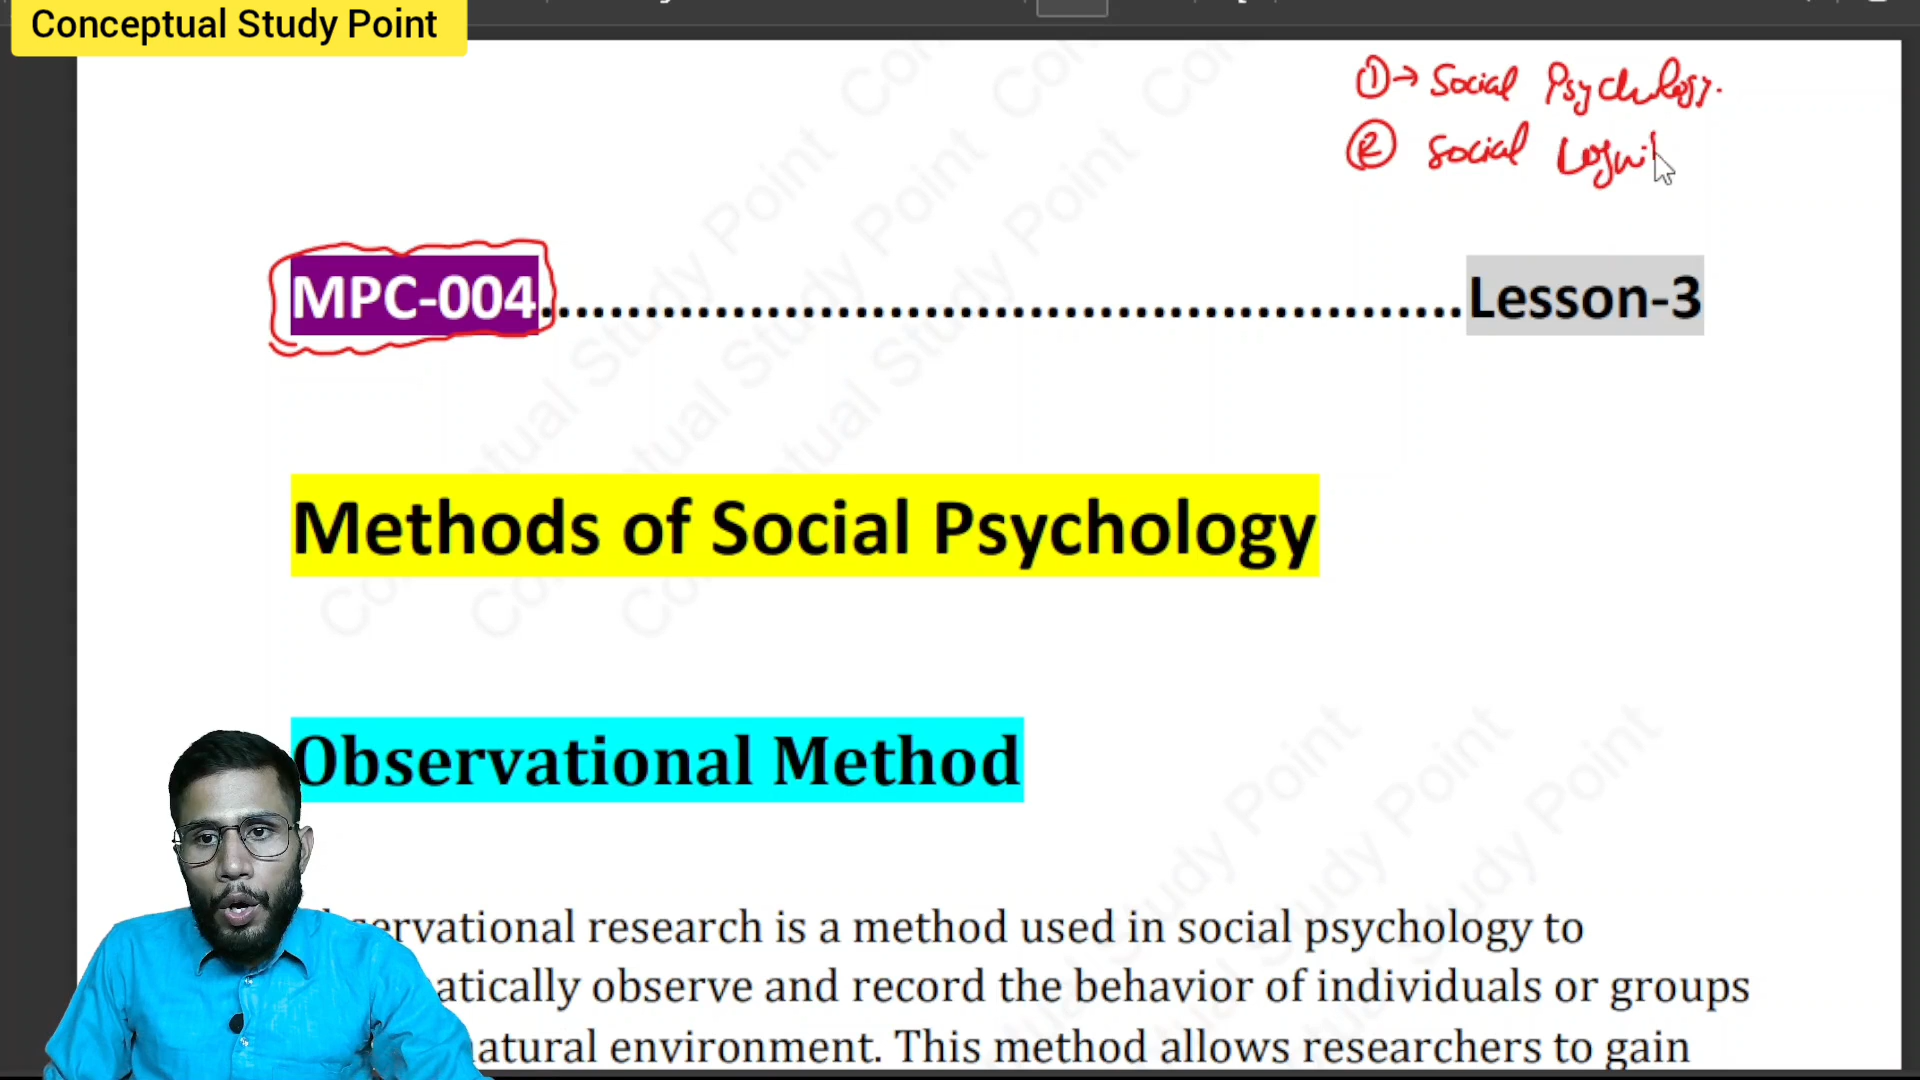 Conceptual Study Point
① → Social Psychology.
② Social Cognit
MPC-004..................................................Lesson-3
Methods of Social Psychology
Observational Method
servational research is a method used in social psychology to
atically observe and record the behavior of individuals or groups
atural environment. This method allows researchers to gain